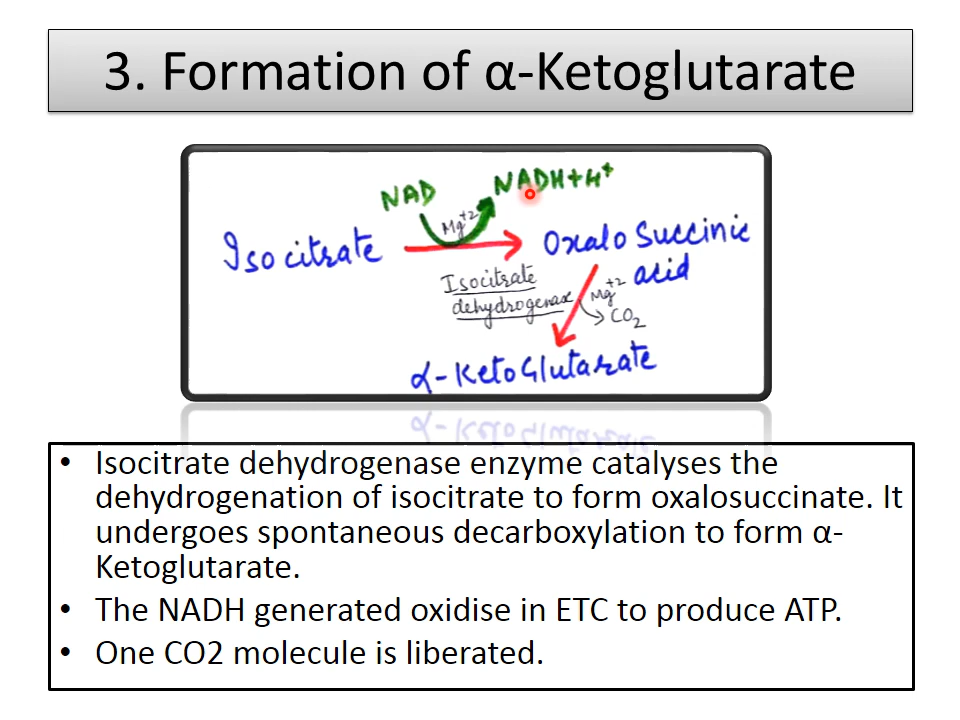 3. Formation of α-Ketoglutarate
NAD
NADH+H⁺
Mg⁺²
Isocitrate
Oxalo Succinic
acid
Isocitrate
dehydrogenase
Mg⁺²
CO₂
α-KetoGlutarate
• Isocitrate dehydrogenase enzyme catalyses the
dehydrogenation of isocitrate to form oxalosuccinate. It
undergoes spontaneous decarboxylation to form α-
Ketoglutarate.
• The NADH generated oxidise in ETC to produce ATP.
• One CO2 molecule is liberated.